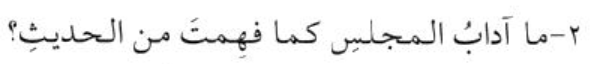 ٢-ما آدابُ المجلسِ كما فهِمتَ من الحديثِ؟